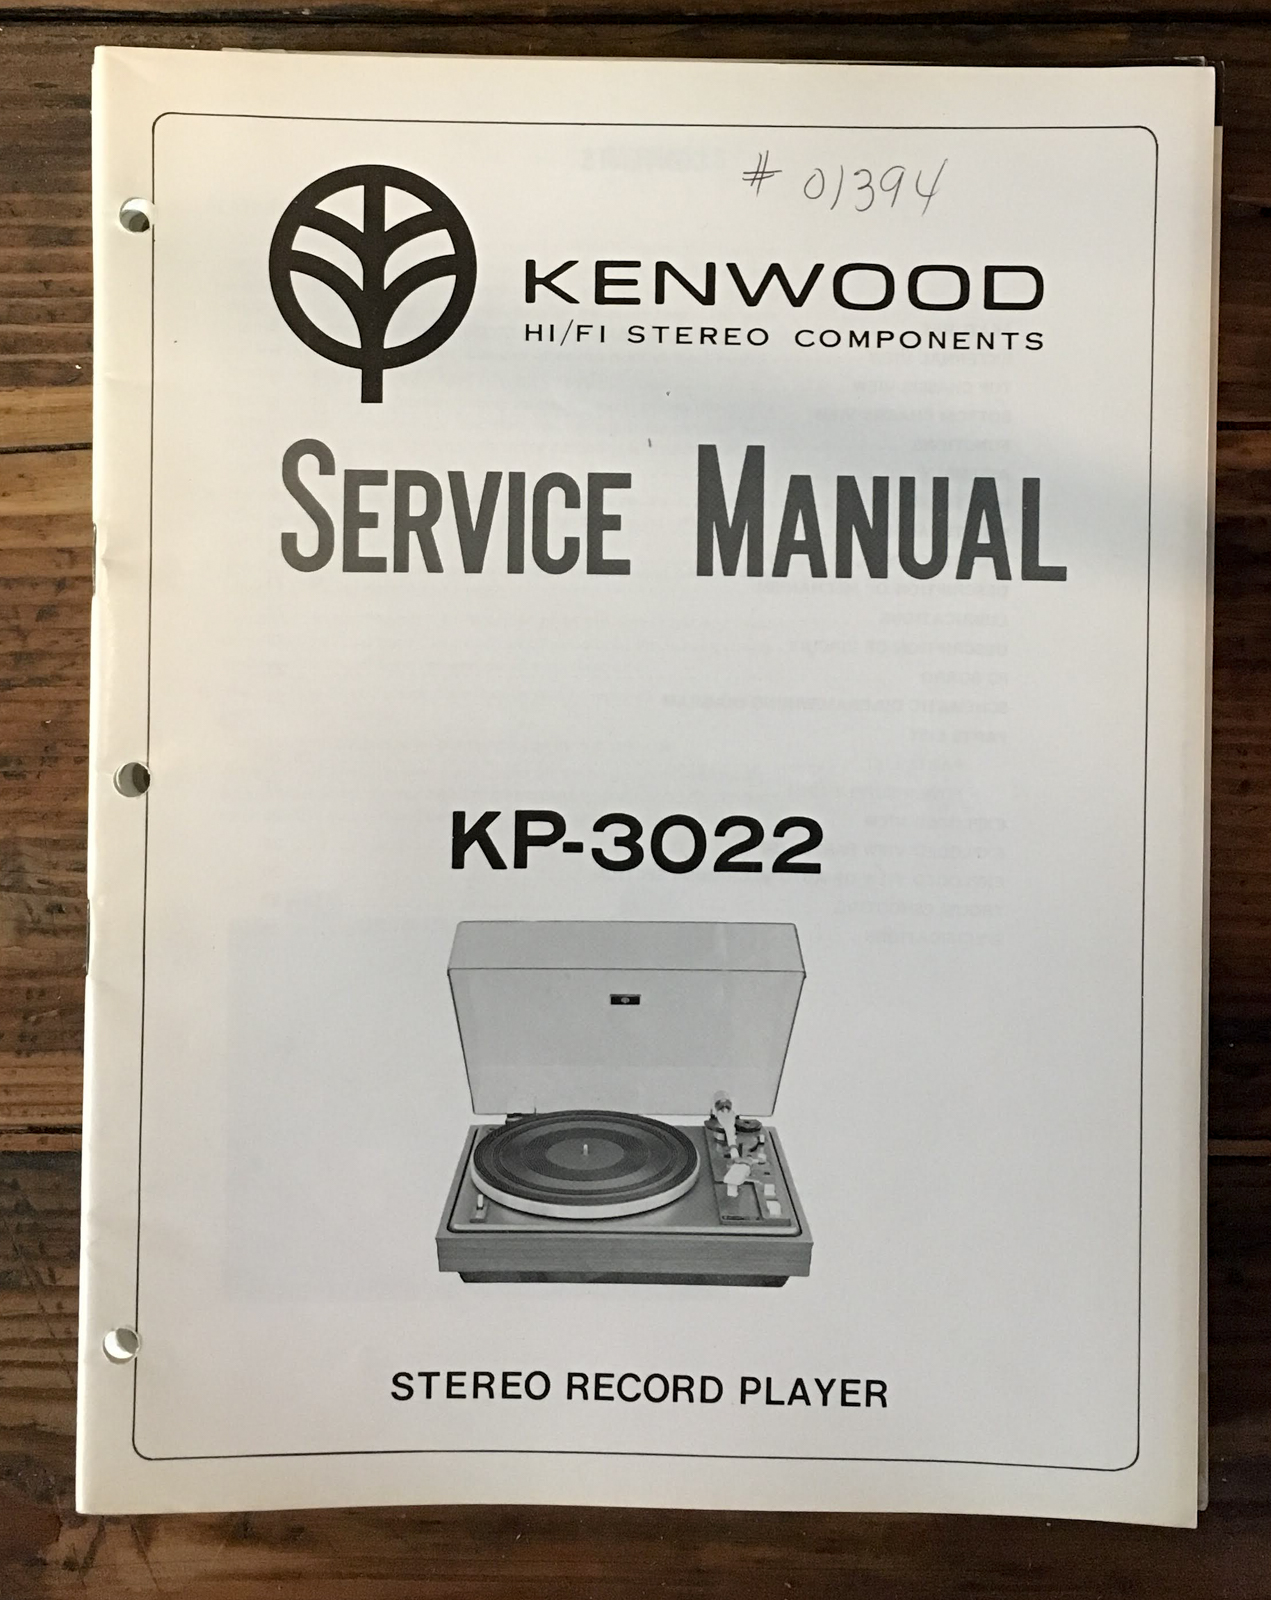 # 01394
KENWOOD
HI/FI STEREO COMPONENTS
SERVICE MANUAL
KP-3022
STEREO RECORD PLAYER